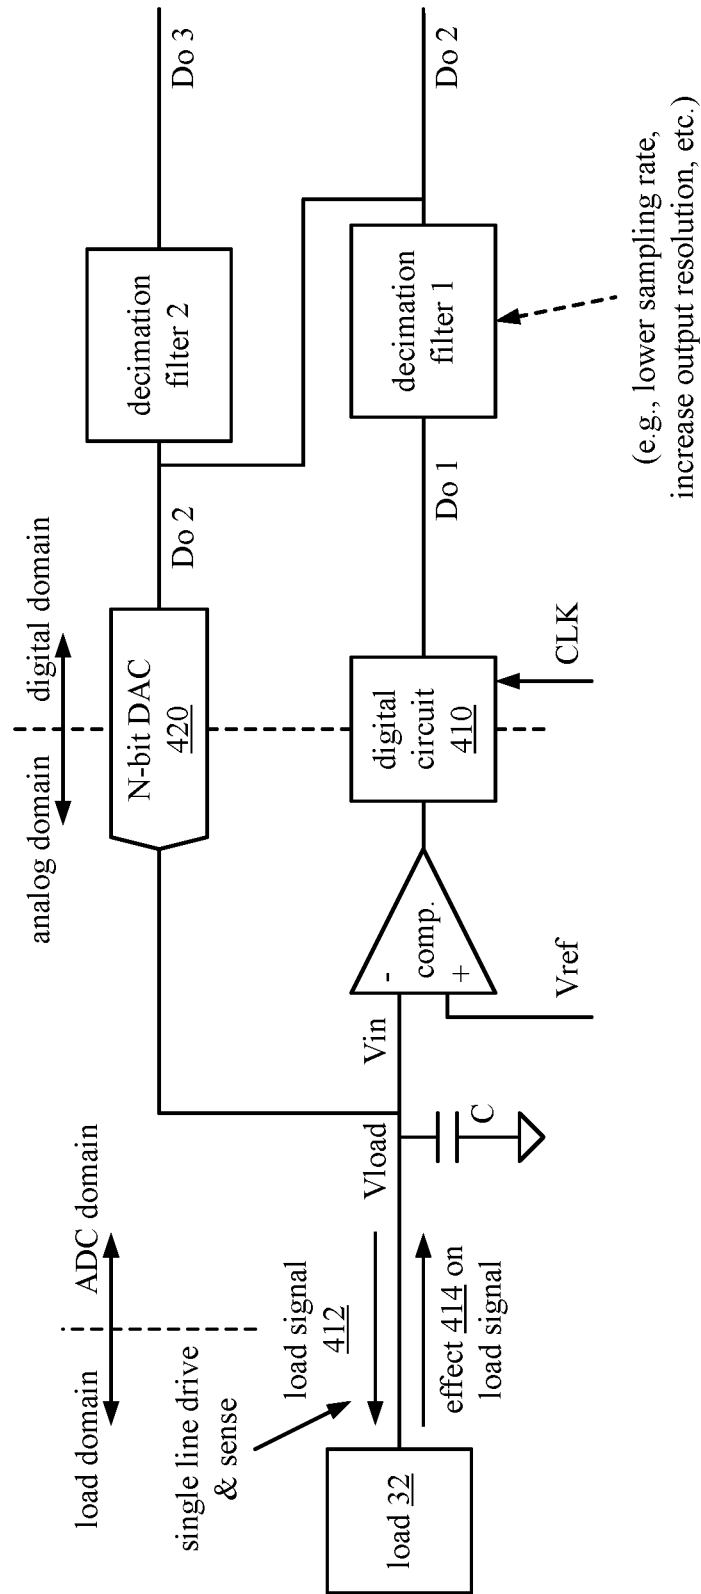 load domain
ADC domain
analog domain
digital domain
single line drive
& sense
load signal
412
load 32
effect 414 on
load signal
Vload
C
Vin
Vref
-
+
comp.
N-bit DAC
420
digital
circuit
410
CLK
Do 2
Do 1
decimation
filter 2
decimation
filter 1
Do 3
Do 2
(e.g., lower sampling rate,
increase output resolution, etc.)